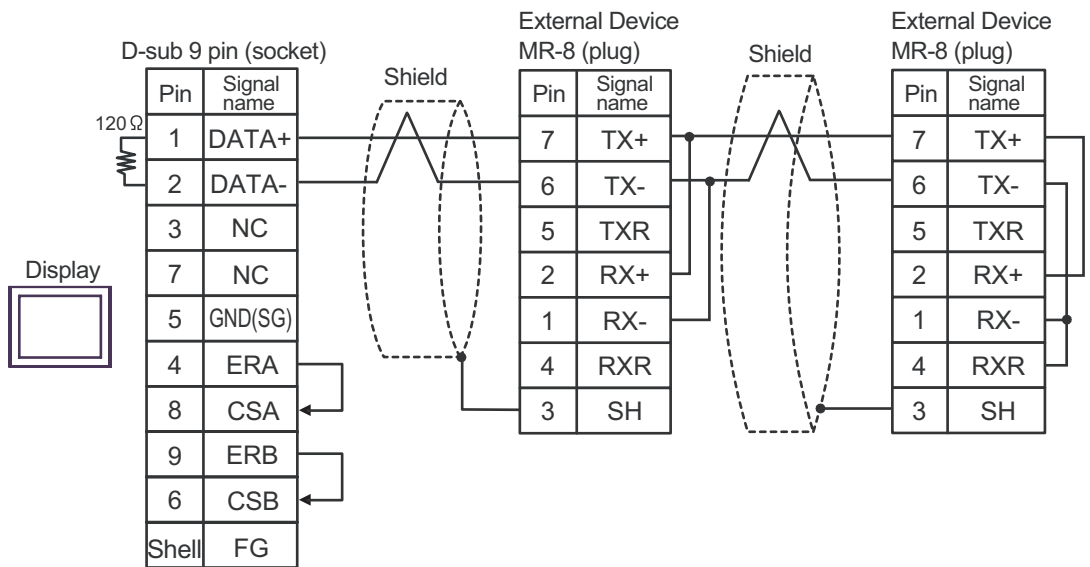 External Device
External Device
D-sub 9 pin (socket)
MR-8 (plug)
MR-8 (plug)
Shield
Shield
Display
120Ω
Pin Signal name
1 DATA+
2 DATA-
3 NC
7 NC
5 GND(SG)
4 ERA
8 CSA
9 ERB
6 CSB
Shell FG
Pin Signal name
7 TX+
6 TX-
5 TXR
2 RX+
1 RX-
4 RXR
3 SH
Pin Signal name
7 TX+
6 TX-
5 TXR
2 RX+
1 RX-
4 RXR
3 SH